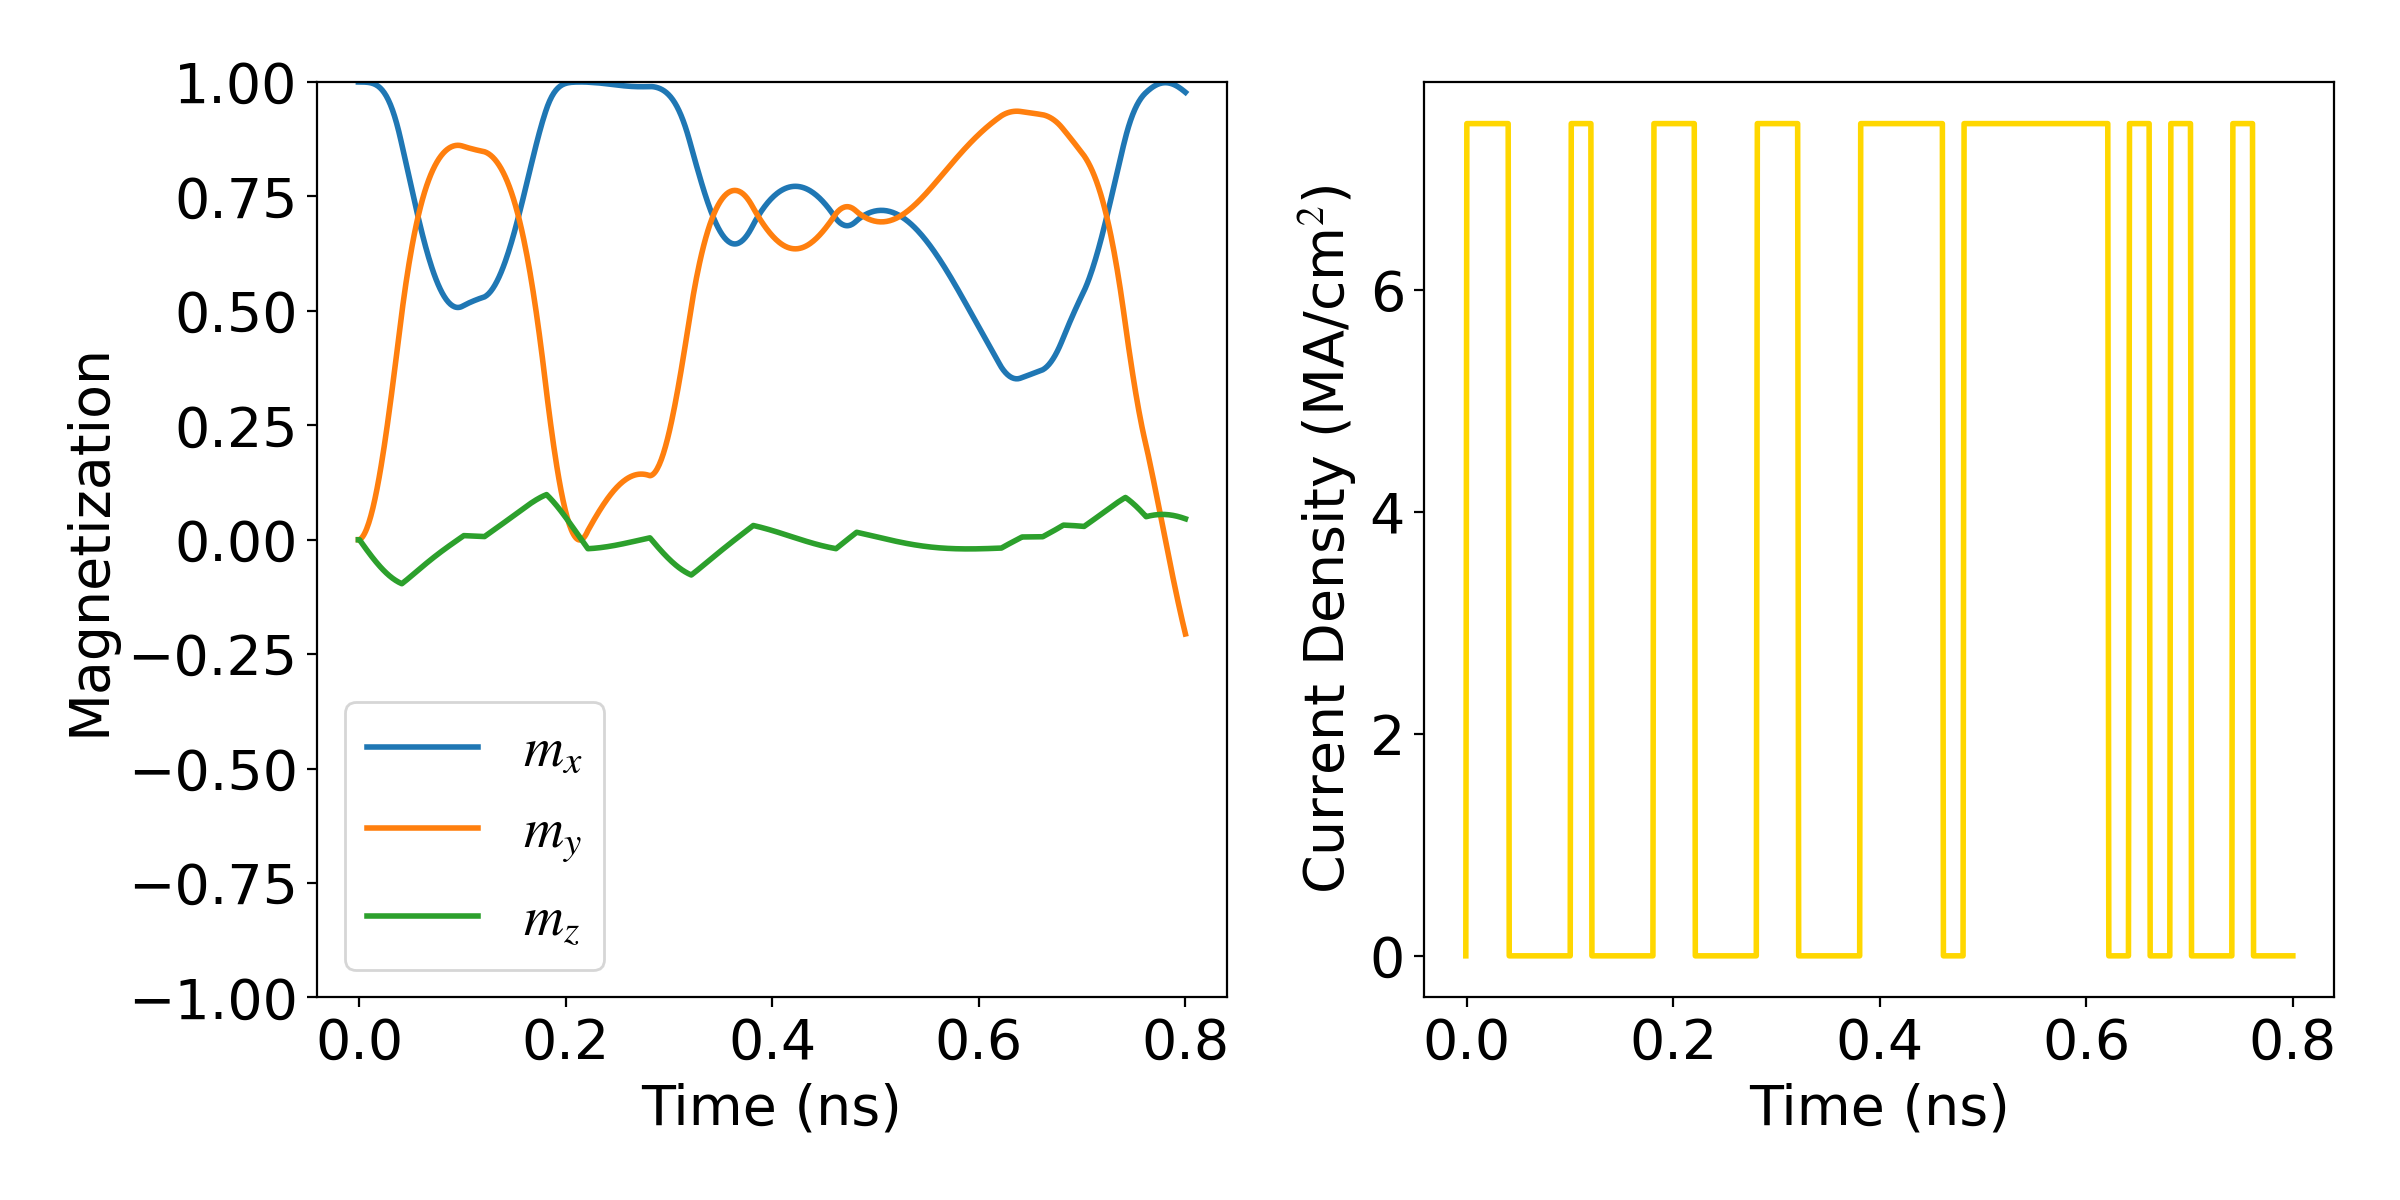 1.00
0.75
0.50
0.25
0.00
−0.25
−0.50
−0.75
−1.00
Magnetization
m_x
m_y
m_z
0.0 0.2 0.4 0.6 0.8
Time (ns)
6
4
2
0
Current Density (MA/cm²)
0.0 0.2 0.4 0.6 0.8
Time (ns)